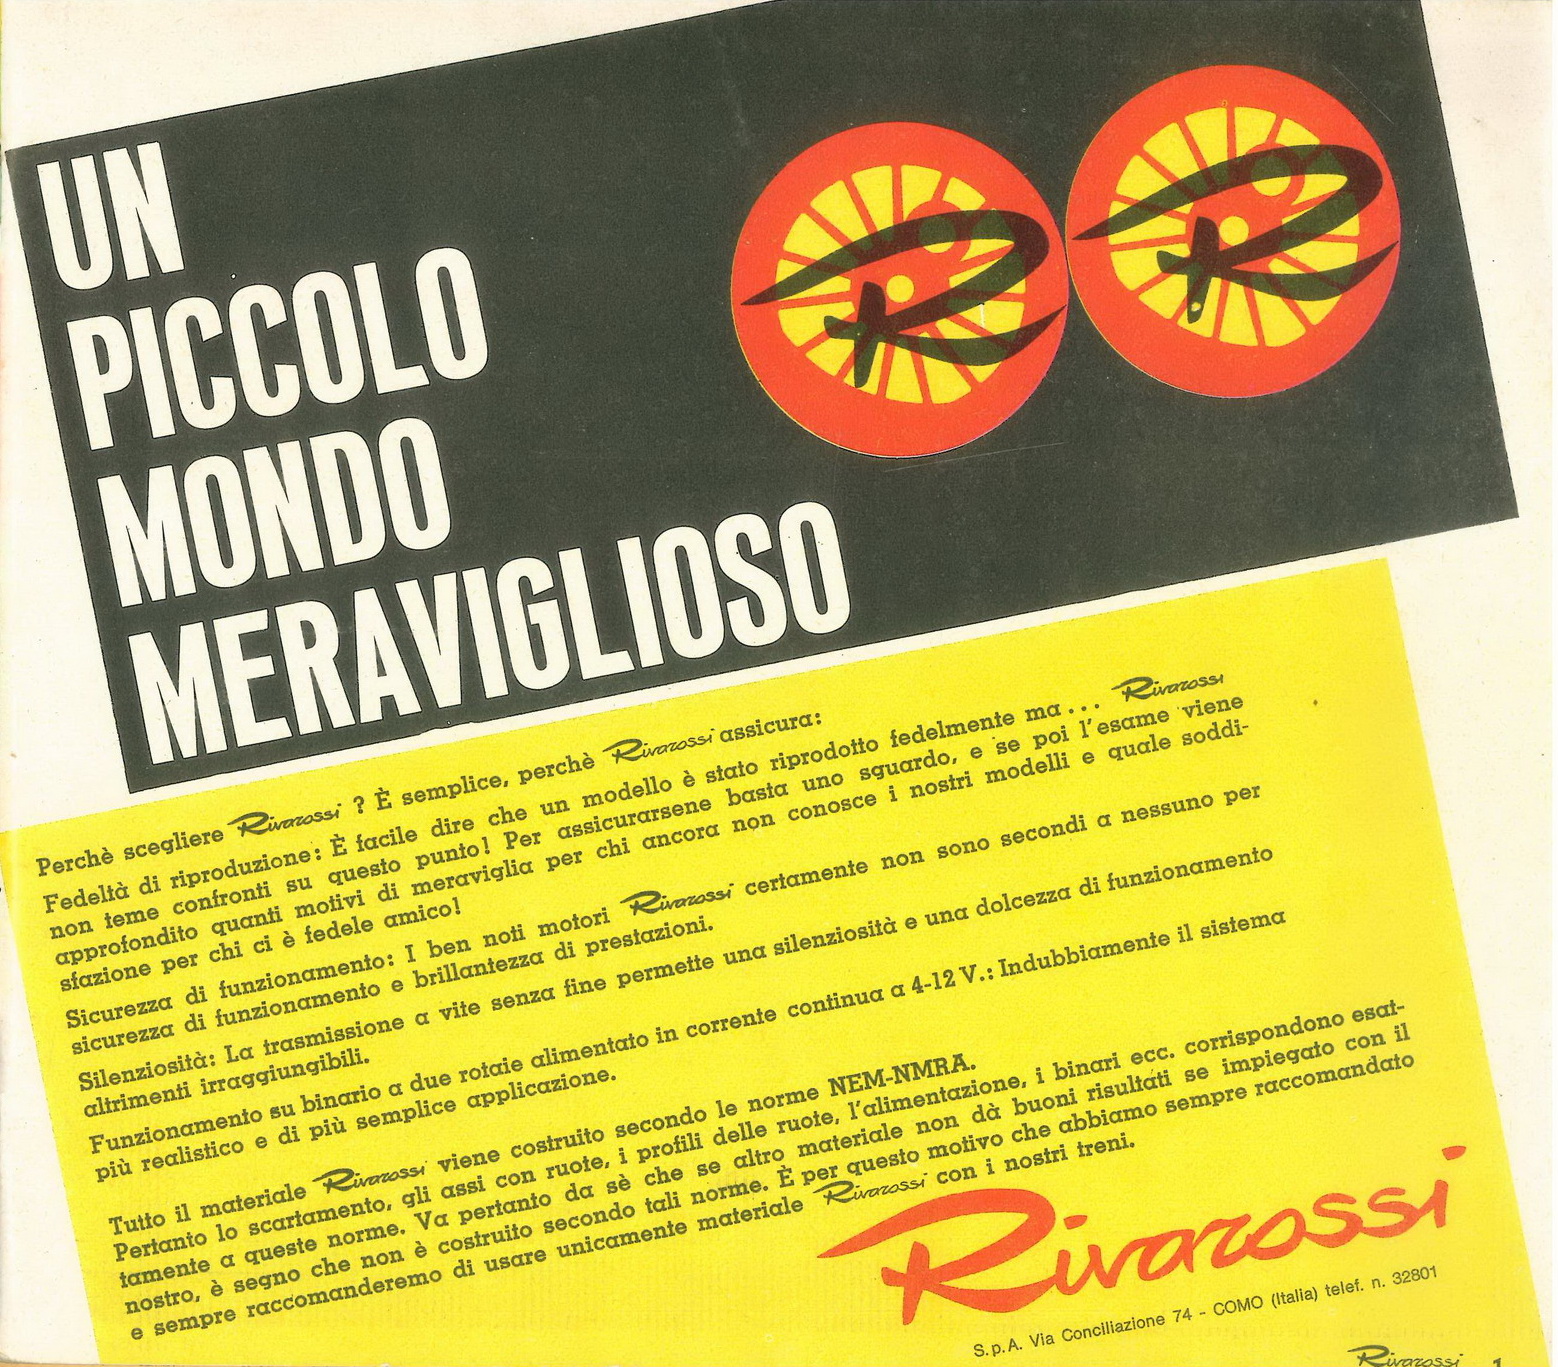 UN
PICCOLO
MONDO
MERAVIGLIOSO
R R
Perchè scegliere Rivarossi ? È semplice, perchè Rivarossi assicura:
Fedeltà di riproduzione: È facile dire che un modello è stato riprodotto fedelmente ma... Rivarossi
non teme confronti su questo punto! Per assicurarsene basta uno sguardo, e se poi l'esame viene
approfondito quanti motivi di meraviglia per chi ancora non conosce i nostri modelli e quale soddi-
sfazione per chi ci è fedele amico!
Sicurezza di funzionamento: I ben noti motori Rivarossi certamente non sono secondi a nessuno per
sicurezza di funzionamento e brillantezza di prestazioni.
Silenziosità: La trasmissione a vite senza fine permette una silenziosità e una dolcezza di funzionamento
altrimenti irraggiungibili.
Funzionamento su binario a due rotaie alimentato in corrente continua a 4-12 V.: Indubbiamente il sistema
più realistico e di più semplice applicazione.
Tutto il materiale Rivarossi viene costruito secondo le norme NEM-NMRA.
Pertanto lo scartamento, gli assi con ruote, i profili delle ruote, l'alimentazione, i binari ecc. corrispondono esat-
tamente a queste norme. Va pertanto da sè che se altro materiale non dà buoni risultati se impiegato con il
nostro, è segno che non è costruito secondo tali norme. È per questo motivo che abbiamo sempre raccomandato
e sempre raccomanderemo di usare unicamente materiale Rivarossi con i nostri treni.
Rivarossi
S.p.A. Via Conciliazione 74 - COMO (Italia) telef. n. 32801
Rivarossi 1